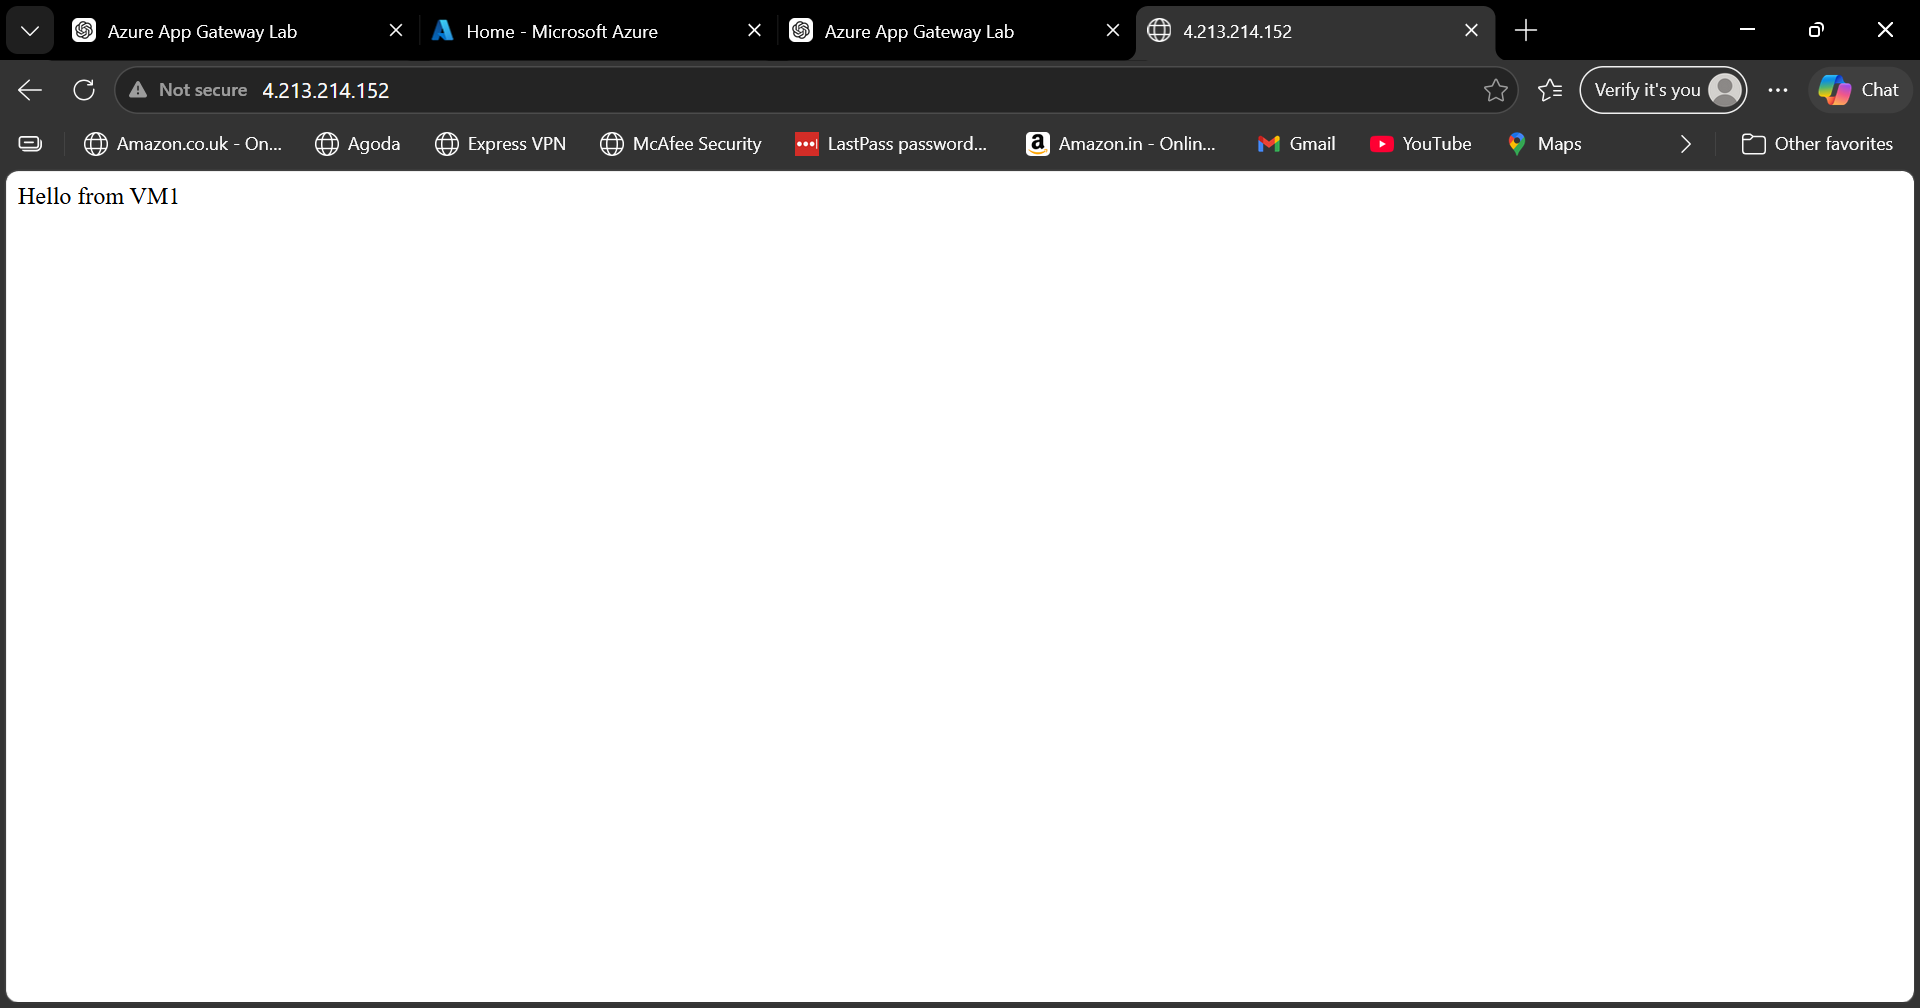 Azure App Gateway Lab
Home - Microsoft Azure
Azure App Gateway Lab
4.213.214.152
Not secure 4.213.214.152
Verify it's you
Chat
Amazon.co.uk - On...
Agoda
Express VPN
McAfee Security
LastPass password...
Amazon.in - Onlin...
Gmail
YouTube
Maps
Other favorites
Hello from VM1